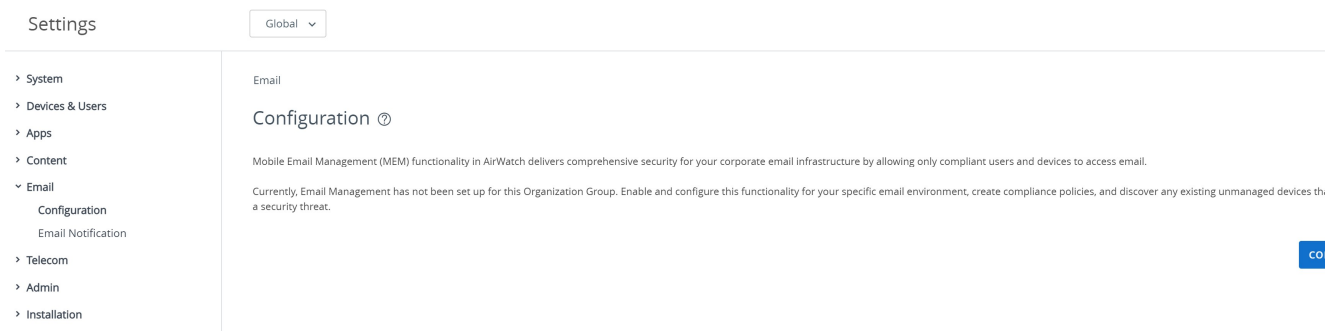 Settings
Global
System
Devices & Users
Apps
Content
Email
Configuration
Email Notification
Telecom
Admin
Installation
Email
Configuration
Mobile Email Management (MEM) functionality in AirWatch delivers comprehensive security for your corporate email infrastructure by allowing only compliant users and devices to access email.
Currently, Email Management has not been set up for this Organization Group. Enable and configure this functionality for your specific email environment, create compliance policies, and discover any existing unmanaged devices
a security threat.